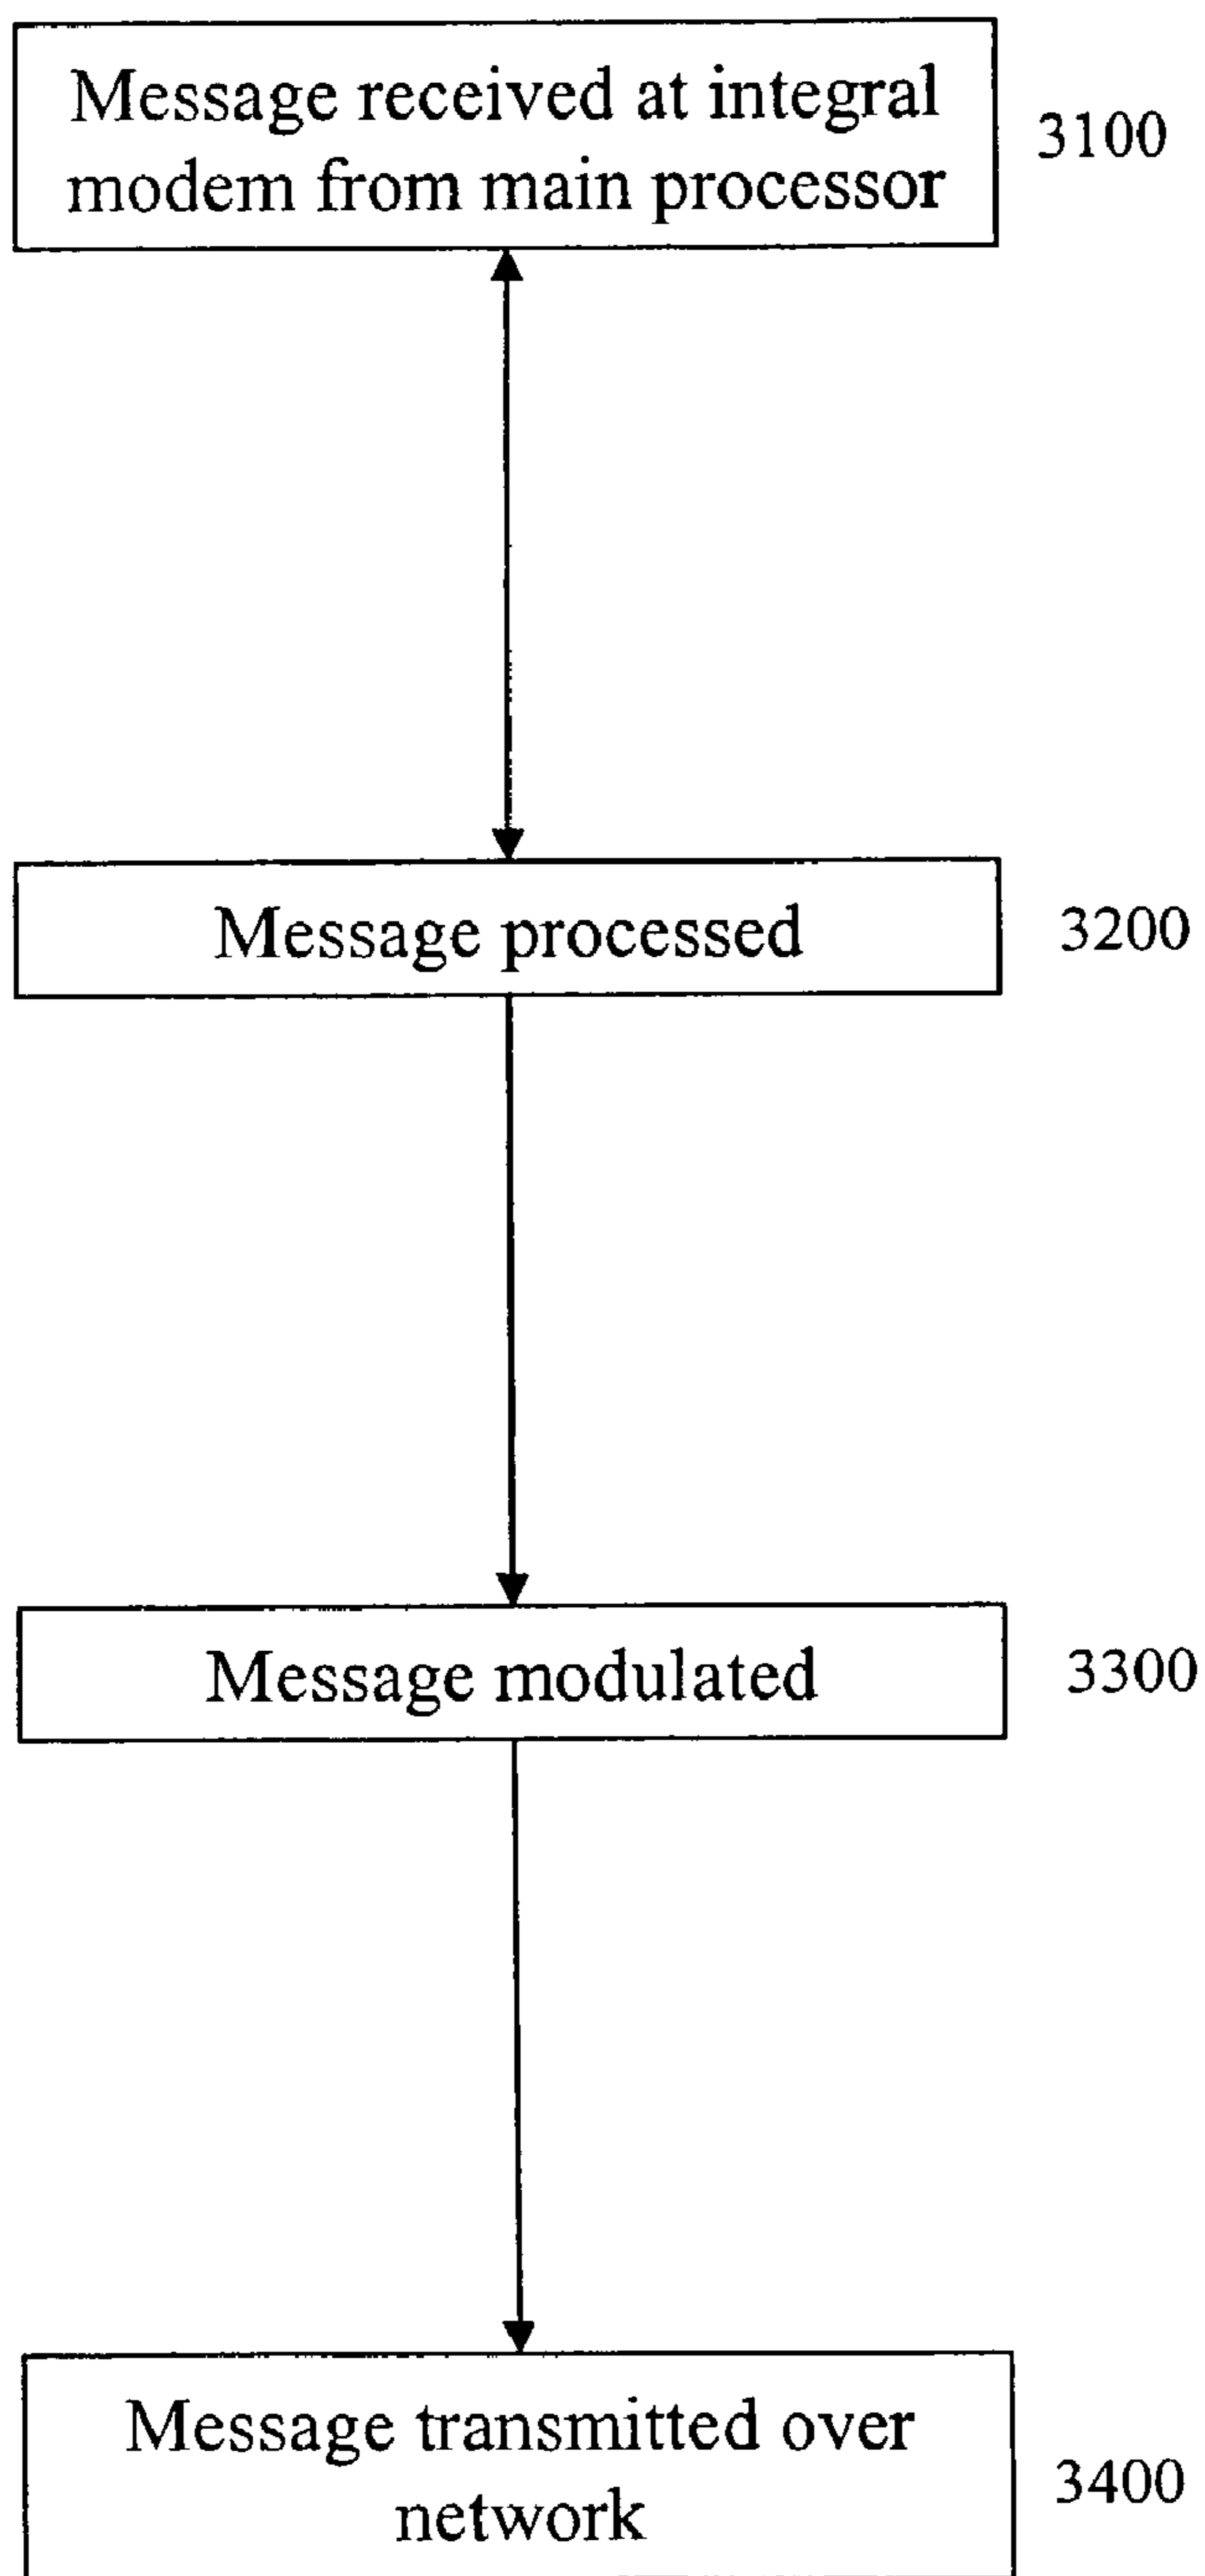 Message received at integral
modem from main processor
3100
Message processed
3200
Message modulated
3300
Message transmitted over
network
3400